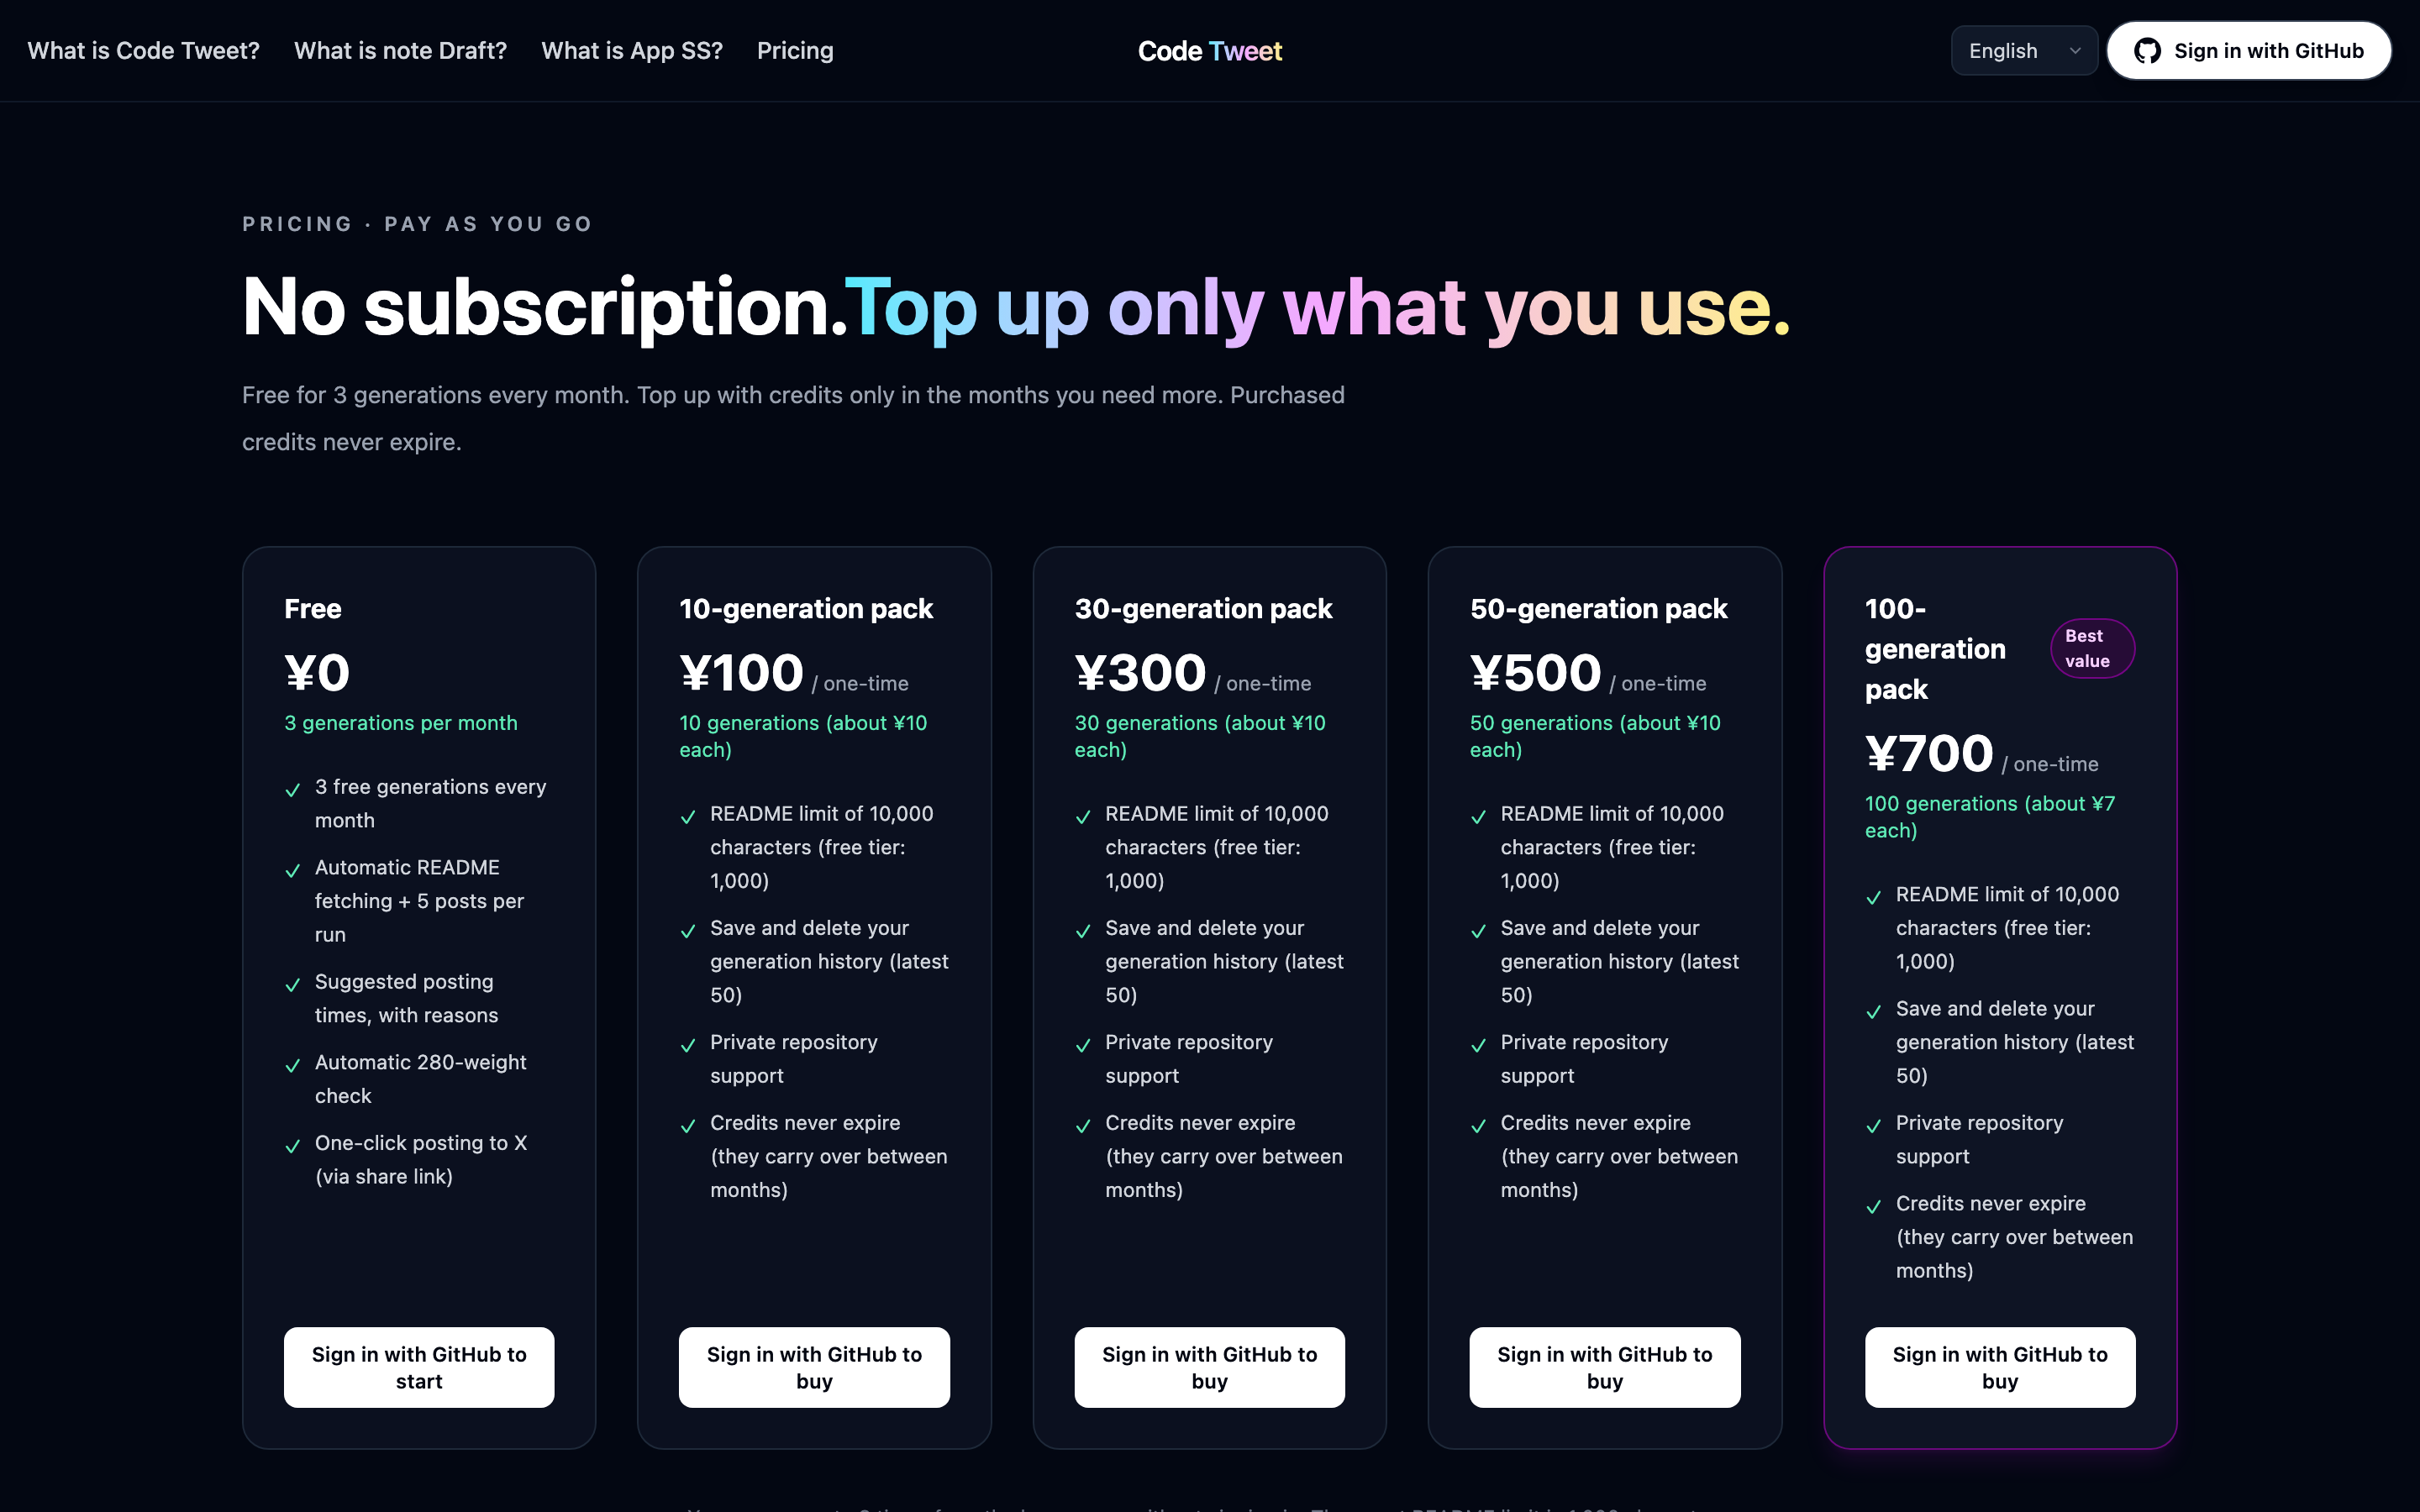 What is Code Tweet?
What is note Draft?
What is App SS?
Pricing
Code Tweet
English
Sign in with GitHub
PRICING · PAY AS YOU GO
No subscription.Top up only what you use.
Free for 3 generations every month. Top up with credits only in the months you need more. Purchased
credits never expire.
Free
¥0
3 generations per month
3 free generations every
month
Automatic README
fetching + 5 posts per
run
Suggested posting
times, with reasons
Automatic 280-weight
check
One-click posting to X
(via share link)
Sign in with GitHub to
start
10-generation pack
¥100 / one-time
10 generations (about ¥10
each)
README limit of 10,000
characters (free tier:
1,000)
Save and delete your
generation history (latest
50)
Private repository
support
Credits never expire
(they carry over between
months)
Sign in with GitHub to
buy
30-generation pack
¥300 / one-time
30 generations (about ¥10
each)
README limit of 10,000
characters (free tier:
1,000)
Save and delete your
generation history (latest
50)
Private repository
support
Credits never expire
(they carry over between
months)
Sign in with GitHub to
buy
50-generation pack
¥500 / one-time
50 generations (about ¥10
each)
README limit of 10,000
characters (free tier:
1,000)
Save and delete your
generation history (latest
50)
Private repository
support
Credits never expire
(they carry over between
months)
Sign in with GitHub to
buy
100-
generation
pack
Best
value
¥700 / one-time
100 generations (about ¥7
each)
README limit of 10,000
characters (free tier:
1,000)
Save and delete your
generation history (latest
50)
Private repository
support
Credits never expire
(they carry over between
months)
Sign in with GitHub to
buy